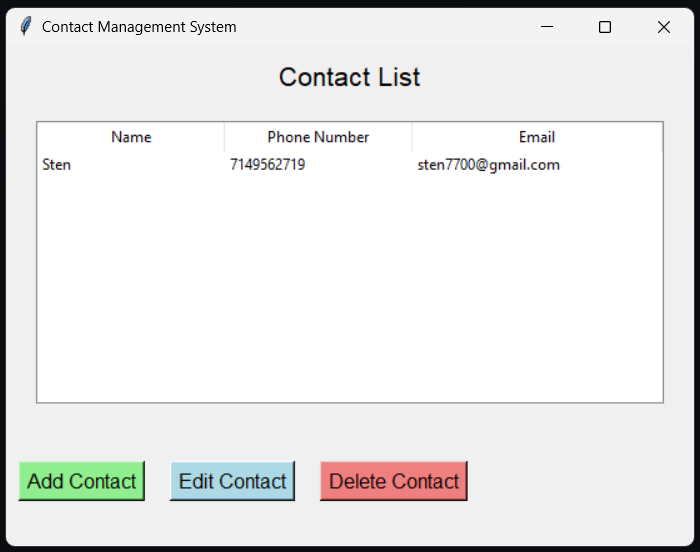 Contact Management System
Contact List
Name Phone Number Email
Sten 7149562719 sten7700@gmail.com
Add Contact Edit Contact Delete Contact